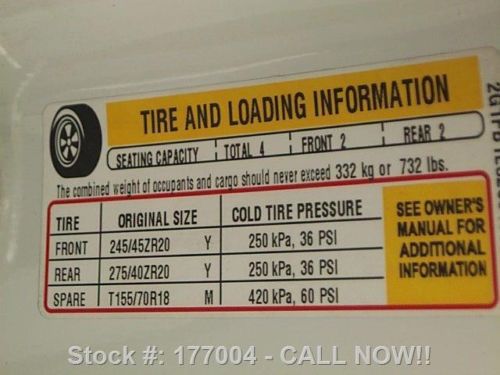 TIRE AND LOADING INFORMATION
SEATING CAPACITY TOTAL 4 FRONT 2 REAR 2
The combined weight of occupants and cargo should never exceed 332 kg or 732 lbs.
TIRE ORIGINAL SIZE COLD TIRE PRESSURE
FRONT 245/45ZR20 Y 250 kPa, 36 PSI
REAR 275/40ZR20 Y 250 kPa, 36 PSI
SPARE T155/70R18 M 420 kPa, 60 PSI
SEE OWNER'S
MANUAL FOR
ADDITIONAL
INFORMATION
Stock #: 177004 - CALL NOW!!